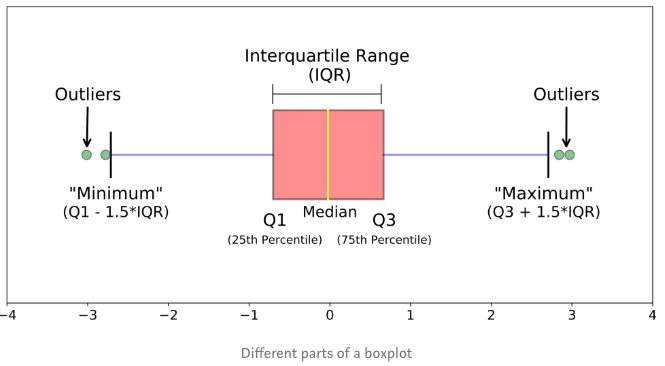 Interquartile Range
(IQR)
Outliers
Outliers
"Minimum"
(Q1 - 1.5*IQR)
"Maximum"
(Q3 + 1.5*IQR)
Median
Q1
Q3
(25th Percentile)
(75th Percentile)
−4 −3 −2 −1 0 1 2 3 4
Different parts of a boxplot